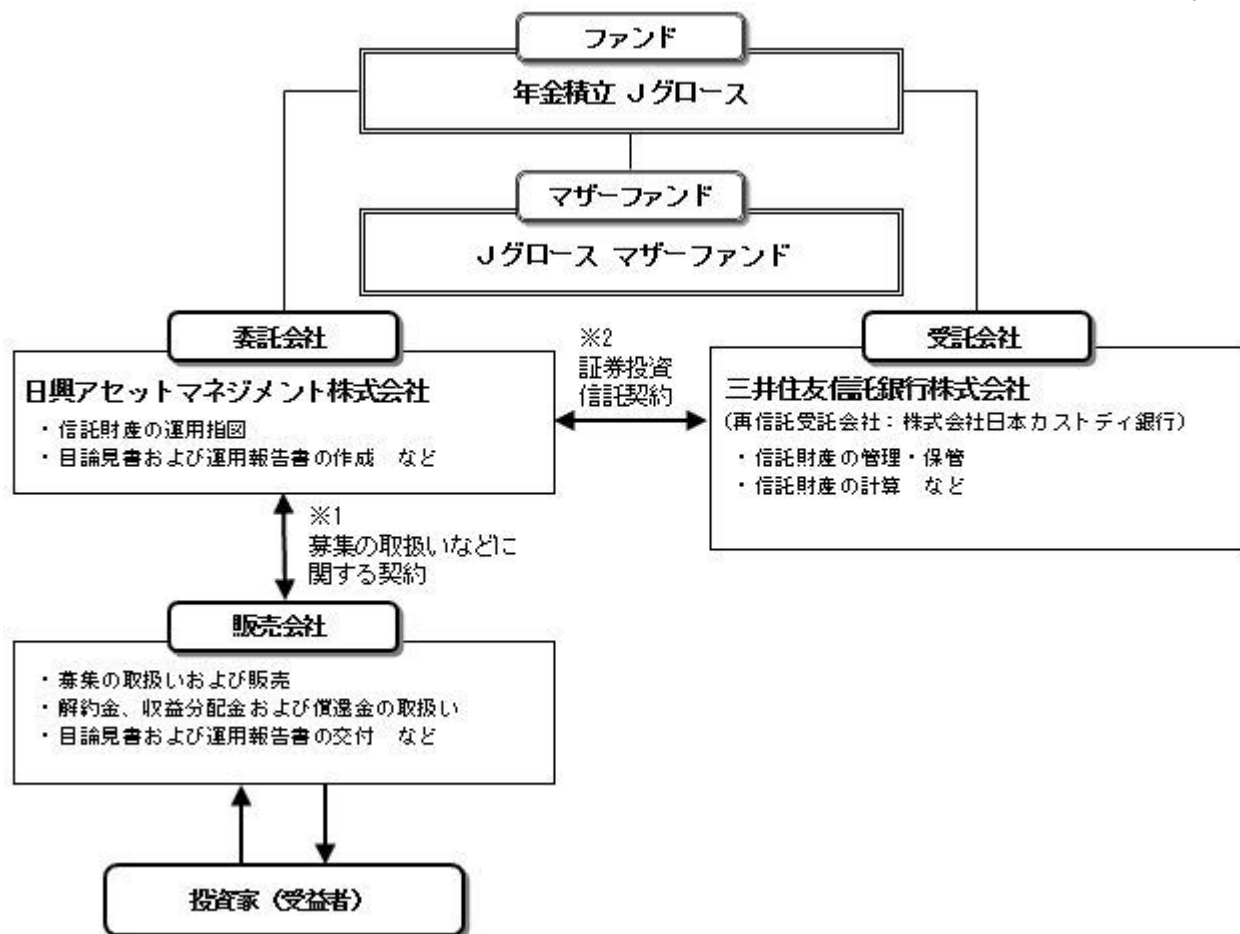 ファンド
年金積立 Jグロース
マザーファンド
Jグロース マザーファンド
委託会社
日興アセットマネジメント株式会社
・信託財産の運用指図
・目論見書および運用報告書の作成 など
※2
証券投資
信託契約
受託会社
三井住友信託銀行株式会社
(再信託受託会社:株式会社日本カストディ銀行)
・信託財産の管理・保管
・信託財産の計算 など
※1
募集の取扱いなどに
関する契約
販売会社
・募集の取扱いおよび販売
・解約金、収益分配金および償還金の取扱い
・目論見書および運用報告書の交付 など
投資家(受益者)